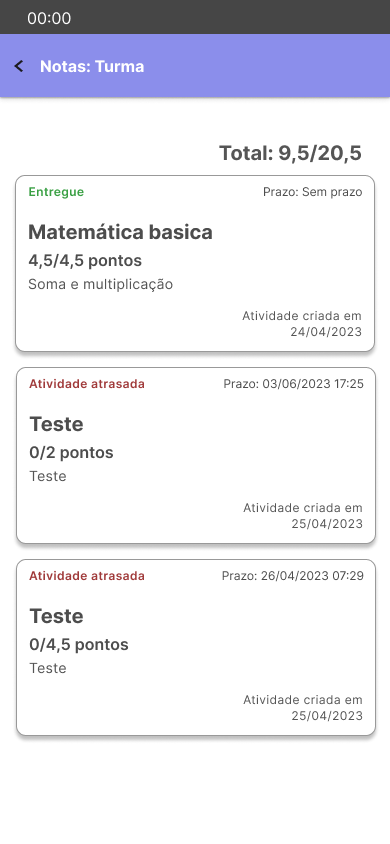 00:00
Notas: Turma
Total: 9,5/20,5
Entregue
Prazo: Sem prazo
Matemática basica
4,5/4,5 pontos
Soma e multiplicação
Atividade criada em
24/04/2023
Atividade atrasada
Prazo: 03/06/2023 17:25
Teste
0/2 pontos
Teste
Atividade criada em
25/04/2023
Atividade atrasada
Prazo: 26/04/2023 07:29
Teste
0/4,5 pontos
Teste
Atividade criada em
25/04/2023